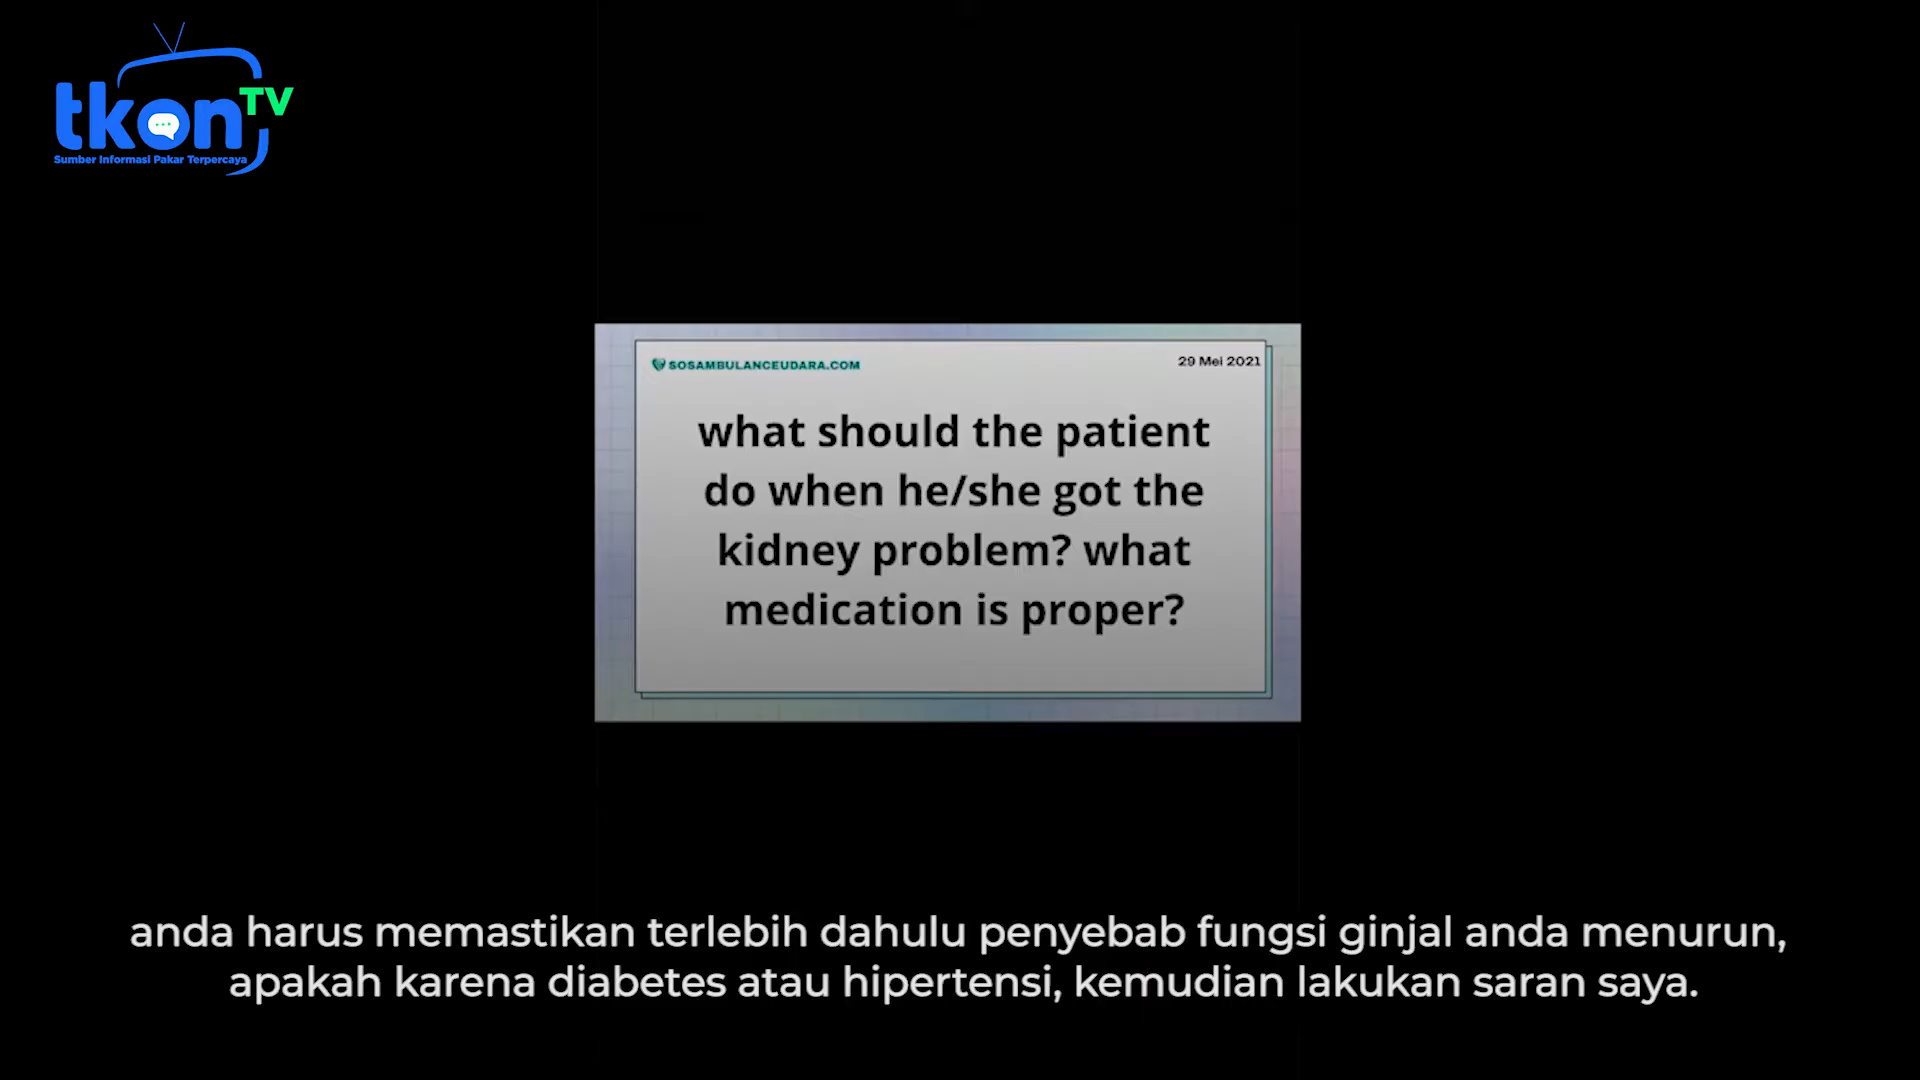 tkon TV
Sumber Informasi Pakar Terpercaya
SOSAMBULANCEUDARA.COM
29 Mei 2021
what should the patient
do when he/she got the
kidney problem? what
medication is proper?
anda harus memastikan terlebih dahulu penyebab fungsi ginjal anda menurun,
apakah karena diabetes atau hipertensi, kemudian lakukan saran saya.